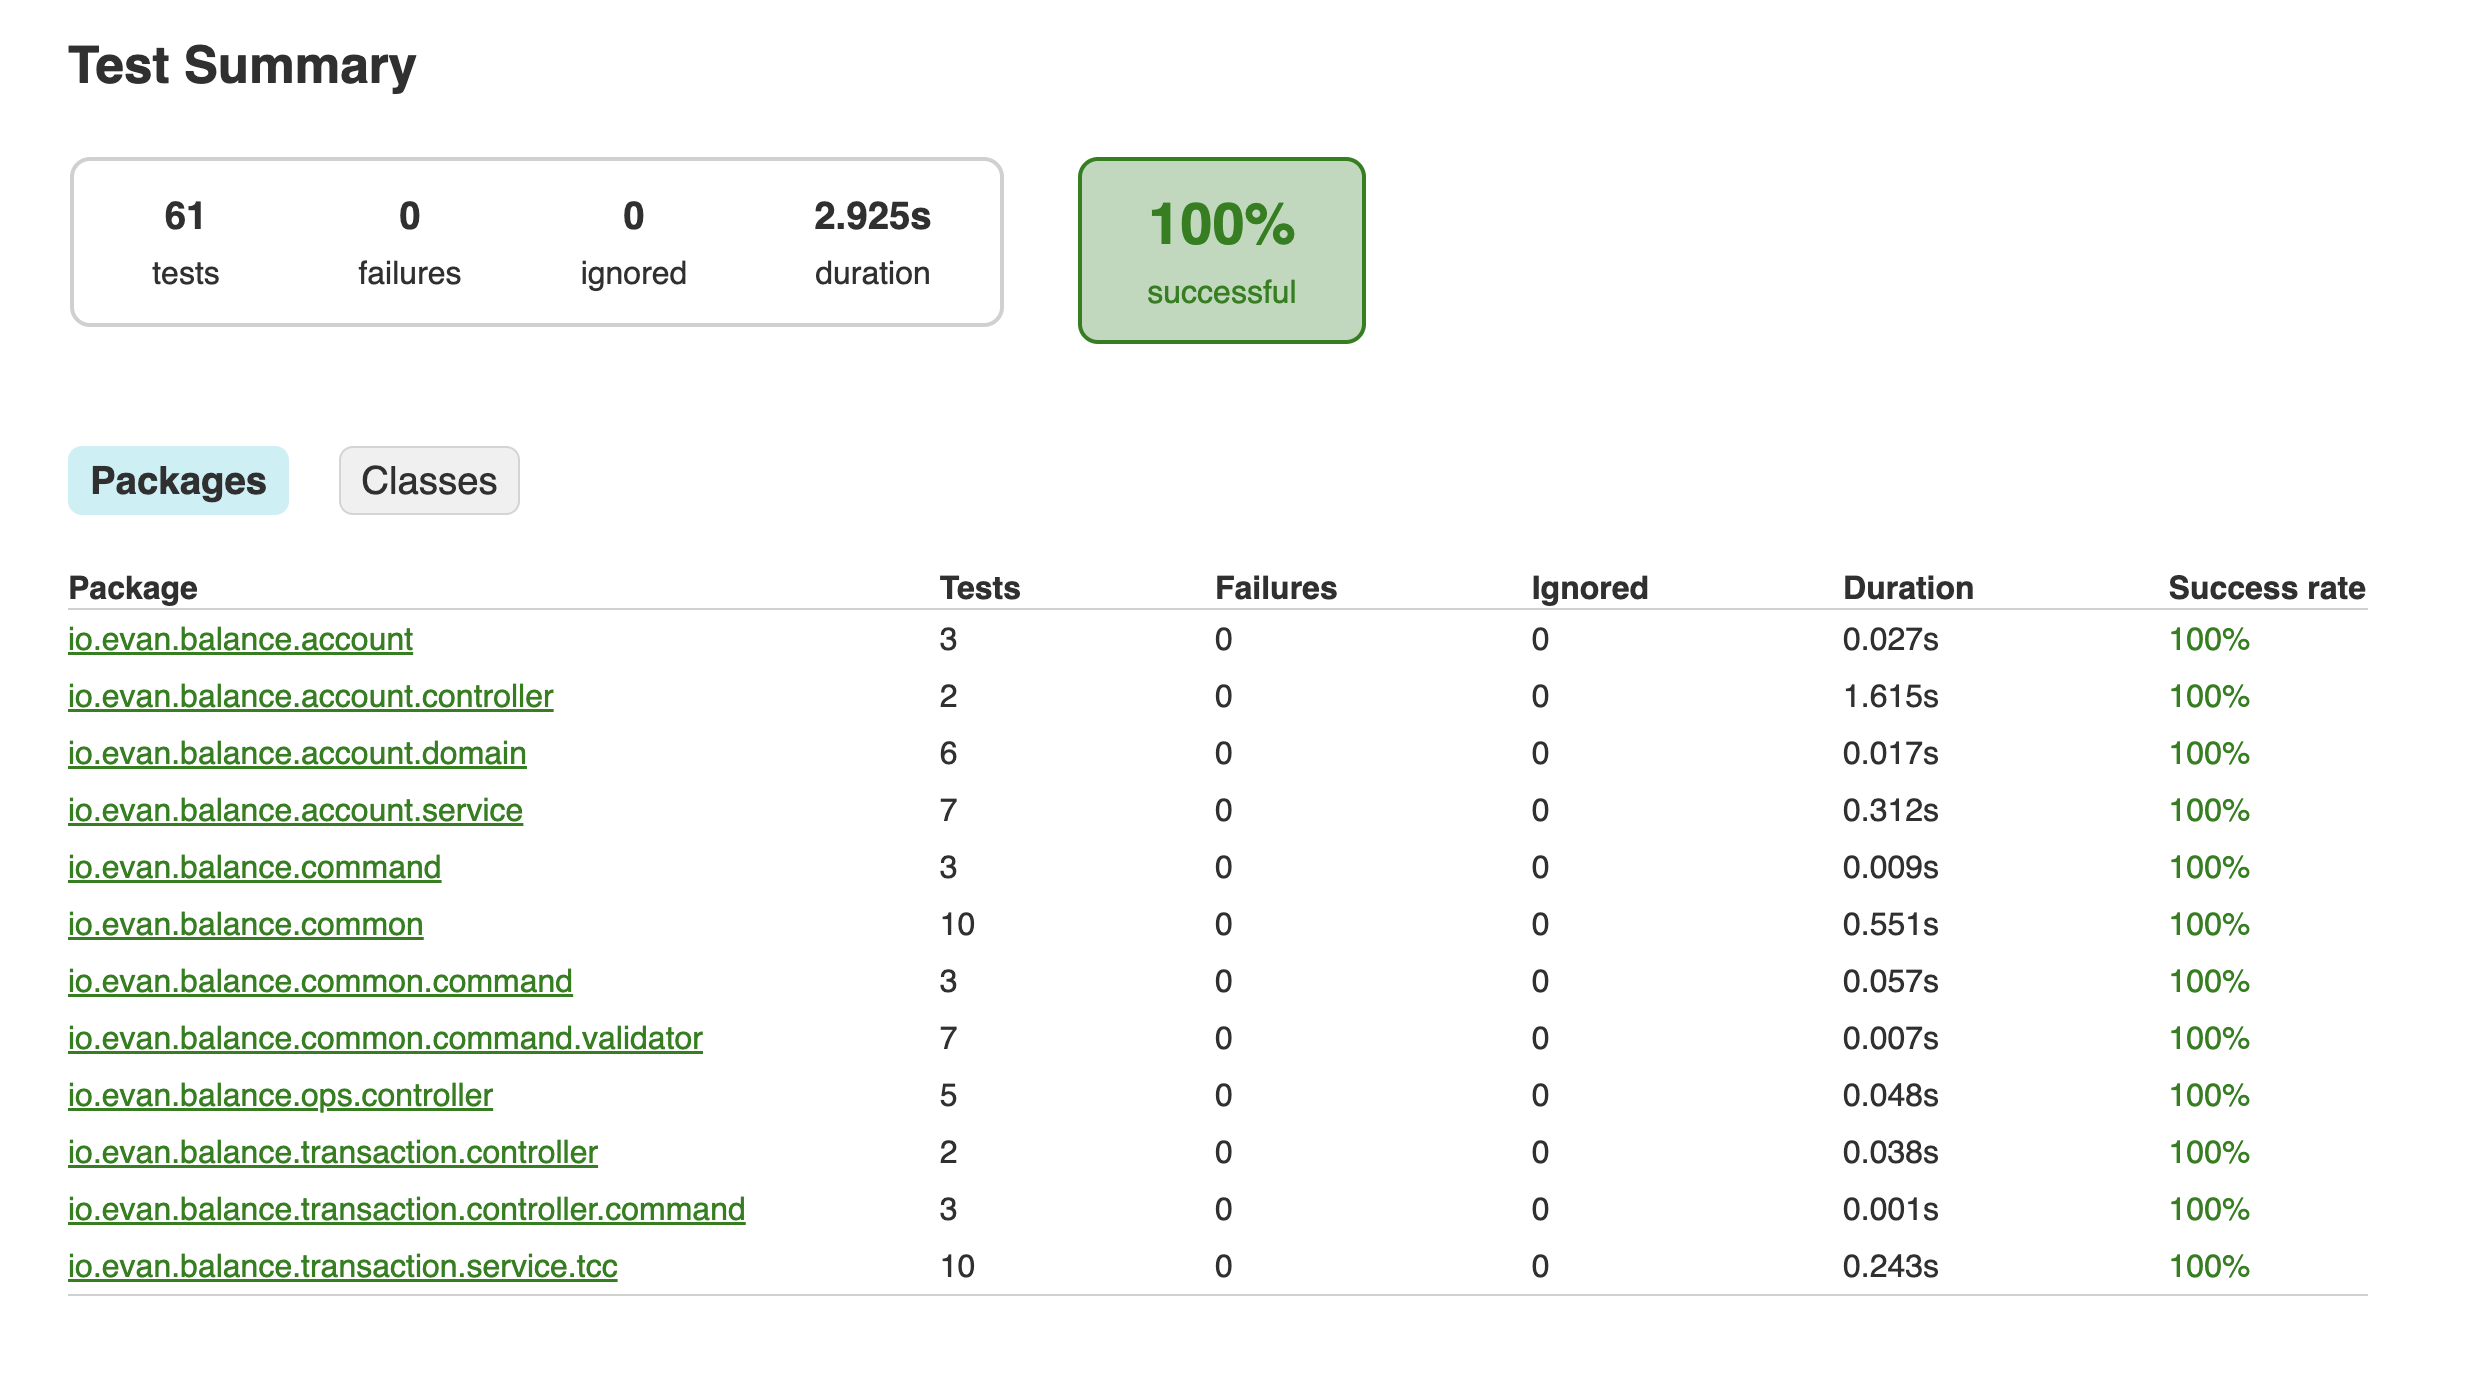 Test Summary
61 0 0 2.925s
tests failures ignored duration
100%
successful
Packages Classes
Package Tests Failures Ignored Duration Success rate
io.evan.balance.account 3 0 0 0.027s 100%
io.evan.balance.account.controller 2 0 0 1.615s 100%
io.evan.balance.account.domain 6 0 0 0.017s 100%
io.evan.balance.account.service 7 0 0 0.312s 100%
io.evan.balance.command 3 0 0 0.009s 100%
io.evan.balance.common 10 0 0 0.551s 100%
io.evan.balance.common.command 3 0 0 0.057s 100%
io.evan.balance.common.command.validator 7 0 0 0.007s 100%
io.evan.balance.ops.controller 5 0 0 0.048s 100%
io.evan.balance.transaction.controller 2 0 0 0.038s 100%
io.evan.balance.transaction.controller.command 3 0 0 0.001s 100%
io.evan.balance.transaction.service.tcc 10 0 0 0.243s 100%